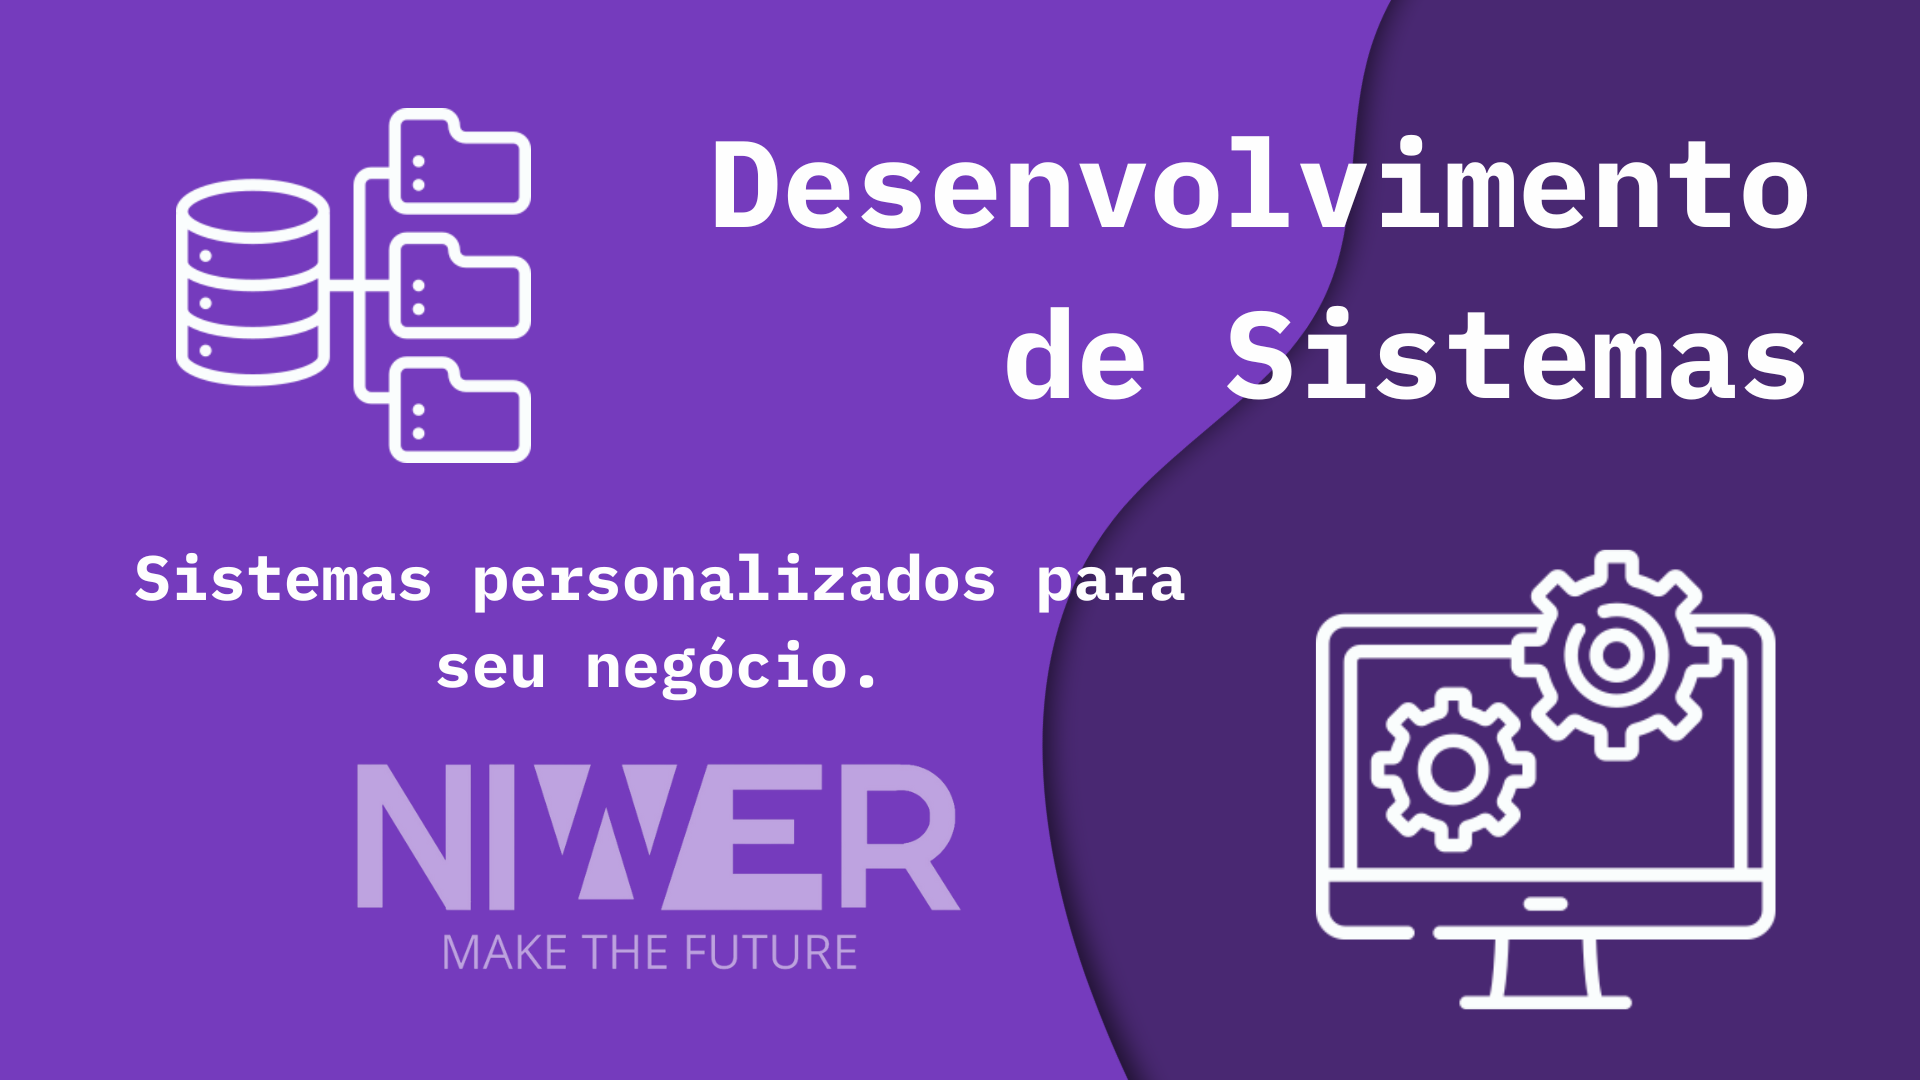 Desenvolvimento
de Sistemas
Sistemas personalizados para
seu negócio.
NIWER
MAKE THE FUTURE